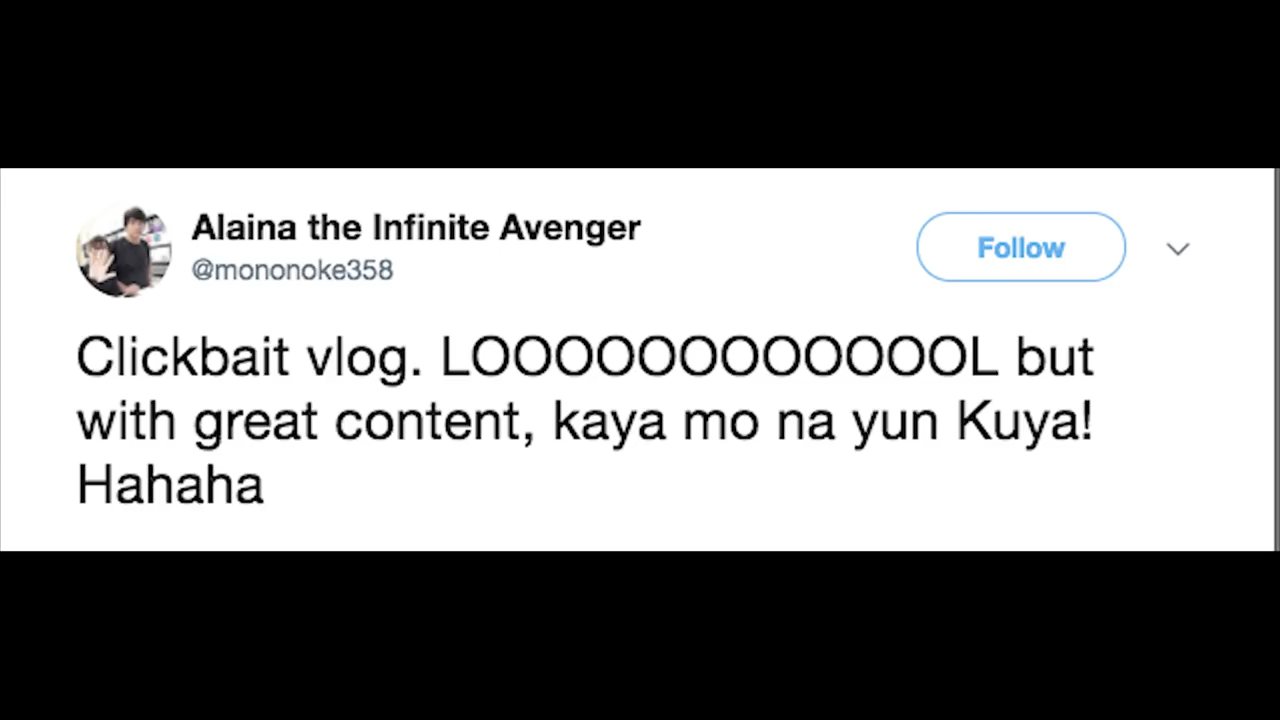 Alaina the Infinite Avenger
@mononoke358
Follow
Clickbait vlog. LOOOOOOOOOOOOL but
with great content, kaya mo na yun Kuya!
Hahaha